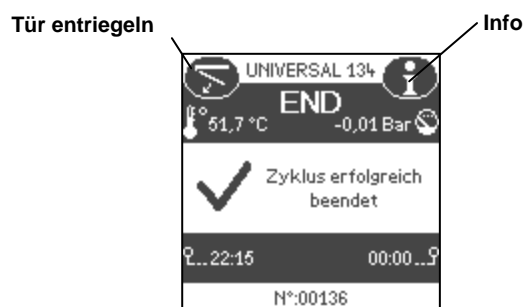 Tür entriegeln
Info
UNIVERSAL 134
END
51,7 °C
-0,01 Bar
Zyklus erfolgreich
beendet
22:15
00:00
N°:00136